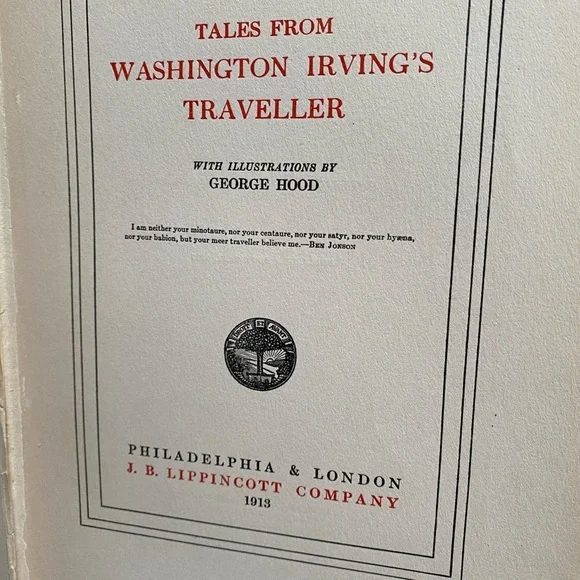 TALES FROM
WASHINGTON IRVING'S
TRAVELLER
WITH ILLUSTRATIONS BY
GEORGE HOOD
I am neither your minotaure, nor your centaure, nor your satyr, nor your hyæna,
nor your babion, but your meer traveller believe me.—BEN JONSON
PHILADELPHIA & LONDON
J. B. LIPPINCOTT COMPANY
1913